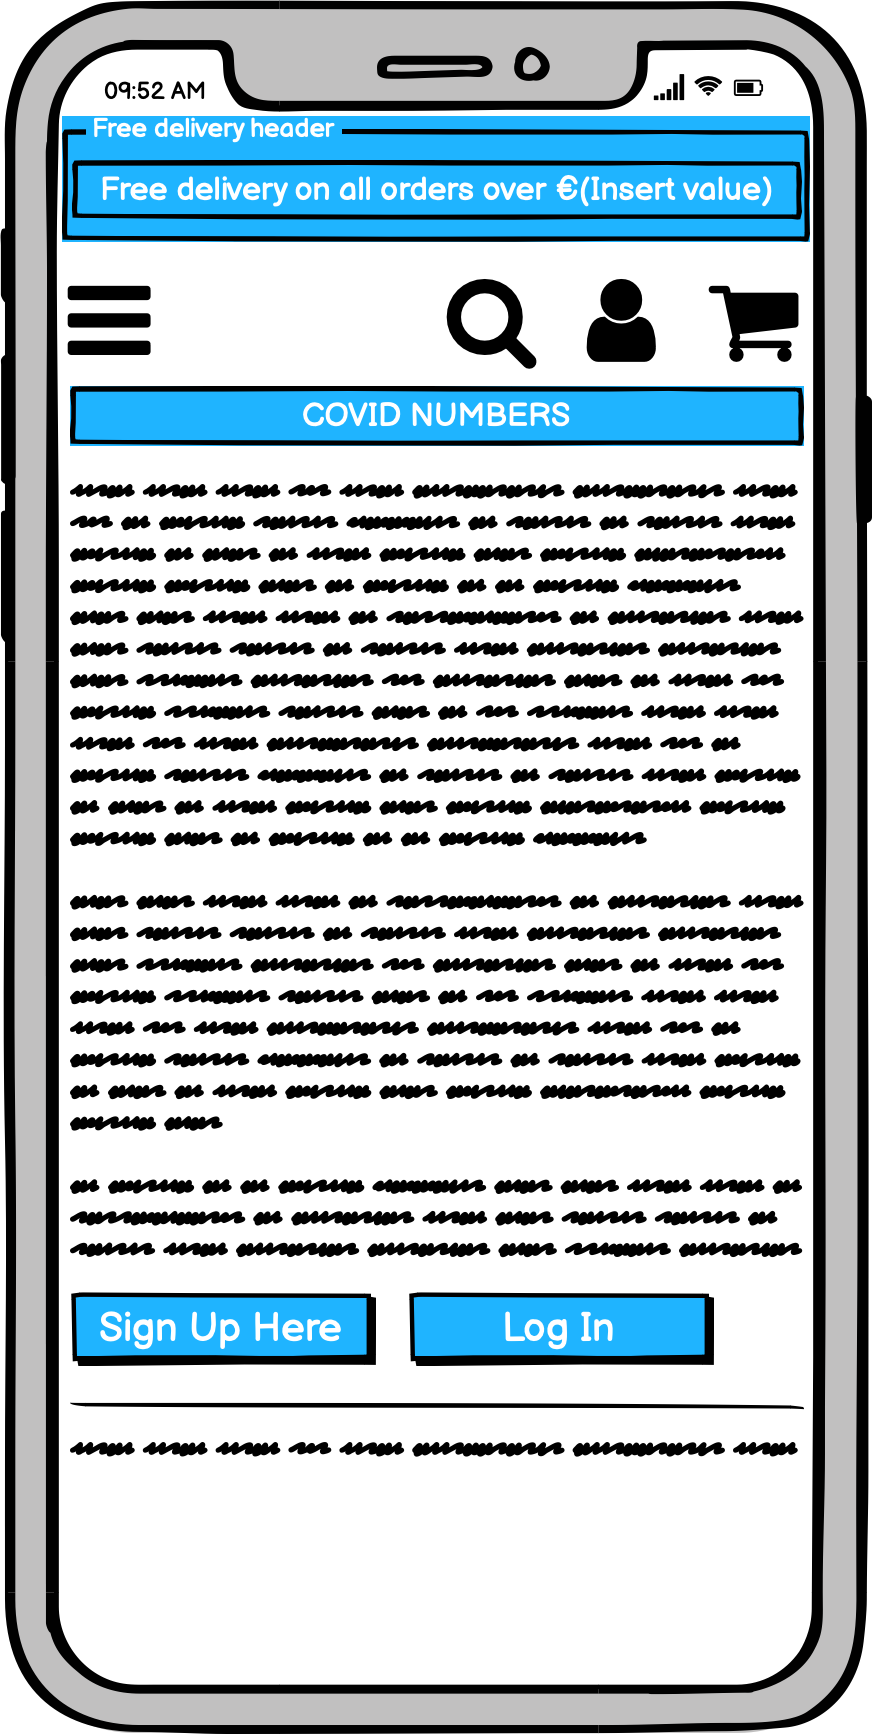 09:52 AM
Free delivery header
Free delivery on all orders over €(Insert value)
COVID NUMBERS
Sign Up Here
Log In